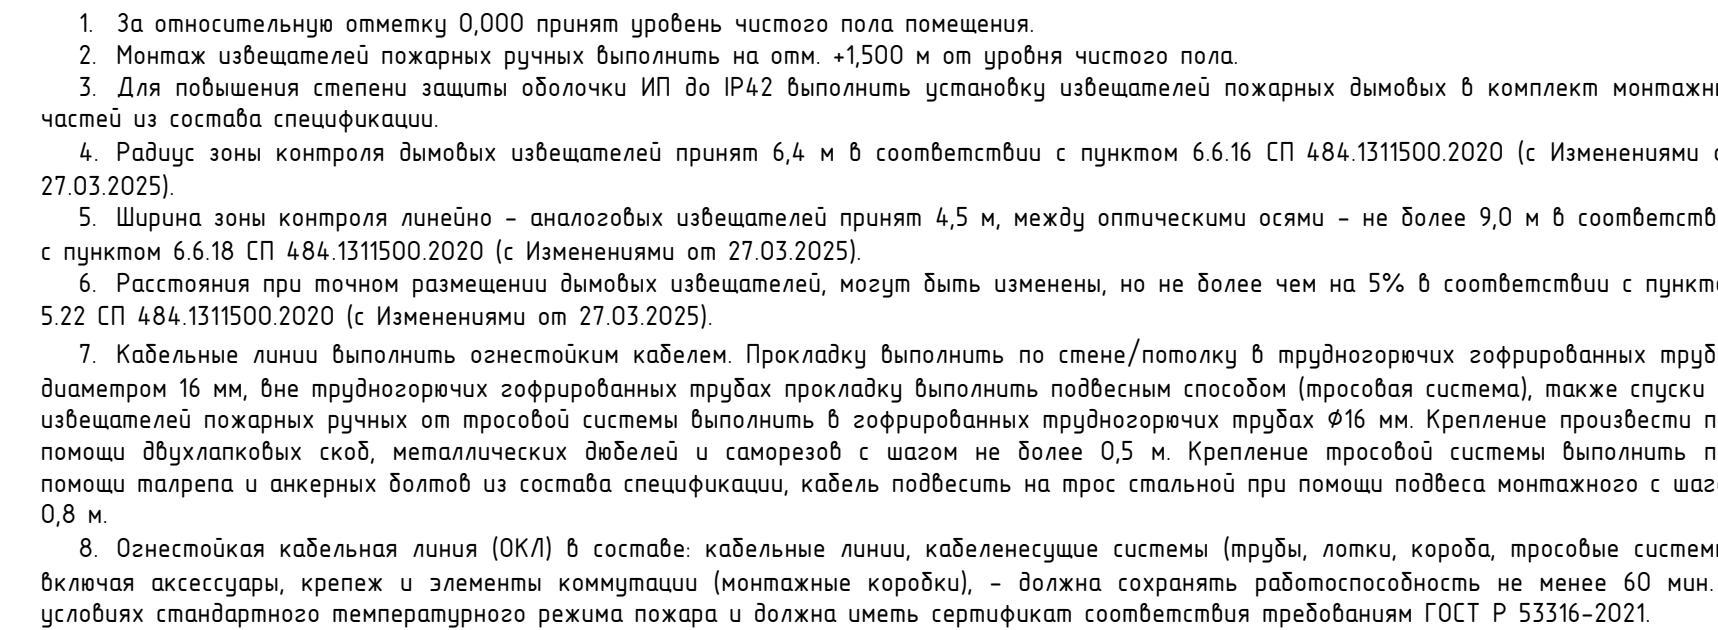 1. За относительную отметку 0,000 принят уровень чистого пола помещения.
2. Монтаж извещателей пожарных ручных выполнить на отм. +1,500 м от уровня чистого пола.
3. Для повышения степени защиты оболочки ИП до IP42 выполнить установку извещателей пожарных дымовых в комплект
частей из состава спецификации.
4. Радиус зоны контроля дымовых извещателей принят 6,4 м в соответствии с пунктом 6.6.16 СП 484.1311500.2020 (с Изменениями
27.03.2025).
5. Ширина зоны контроля линейно – аналоговых извещателей принят 4,5 м, между оптическими осями – не более 9,0 м в
с пунктом 6.6.18 СП 484.1311500.2020 (с Изменениями от 27.03.2025).
6. Расстояния при точном размещении дымовых извещателей, могут быть изменены, но не более чем на 5% в соответствии с
5.22 СП 484.1311500.2020 (с Изменениями от 27.03.2025).
7. Кабельные линии выполнить огнестойким кабелем. Прокладку выполнить по стене/потолку в трудногорючих гофрированных
диаметром 16 мм, вне трудногорючих гофрированных трубах прокладку выполнить подвесным способом (тросовая система), также спуски
извещателей пожарных ручных от тросовой системы выполнить в гофрированных трудногорючих трубах Ø16 мм. Крепление произвести
помощи двухлапковых скоб, металлических дюбелей и саморезов с шагом не более 0,5 м. Крепление тросовой системы выполнить
помощи талрепа и анкерных болтов из состава спецификации, кабель подвесить на трос стальной при помощи подвеса монтажного с
0,8 м.
8. Огнестойкая кабельная линия (ОКЛ) в составе: кабельные линии, кабеленесущие системы (трубы, лотки, короба, тросовые
включая аксессуары, крепеж и элементы коммутации (монтажные коробки), – должна сохранять работоспособность не менее 60 мин.
условиях стандартного температурного режима пожара и должна иметь сертификат соответствия требованиям ГОСТ Р 53316-2021.